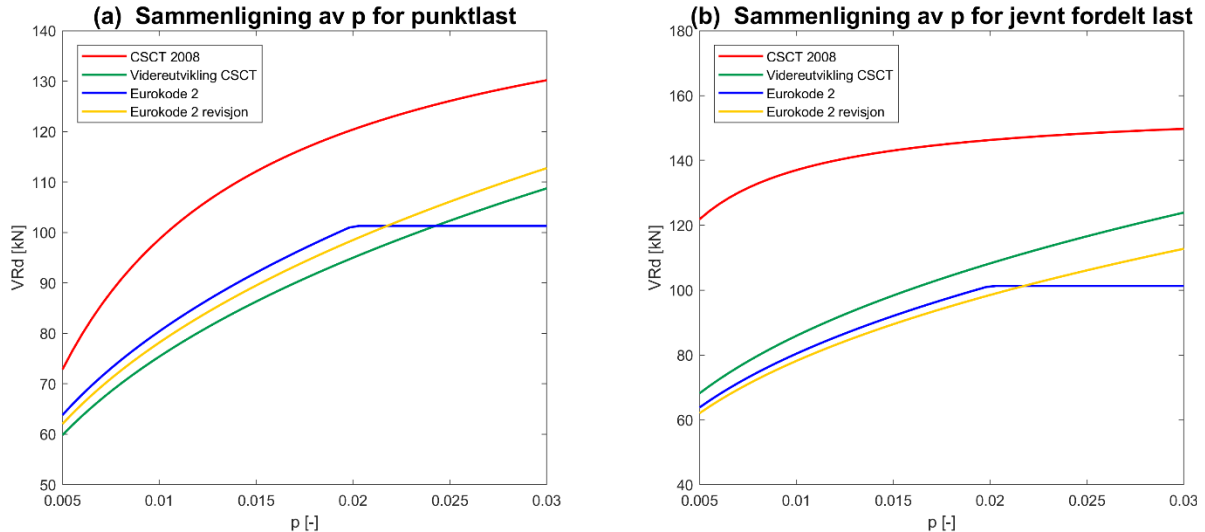 (a) Sammenligning av p for punktlast
140
130
120
110
100
90
80
70
60
50
VRd [kN]
CSCT 2008
Videreutvikling CSCT
Eurokode 2
Eurokode 2 revisjon
0.005 0.01 0.015 0.02 0.025 0.03
p [-]
(b) Sammenligning av p for jevnt fordelt last
180
160
140
120
100
80
60
40
VRd [kN]
CSCT 2008
Videreutvikling CSCT
Eurokode 2
Eurokode 2 revisjon
0.005 0.01 0.015 0.02 0.025 0.03
p [-]